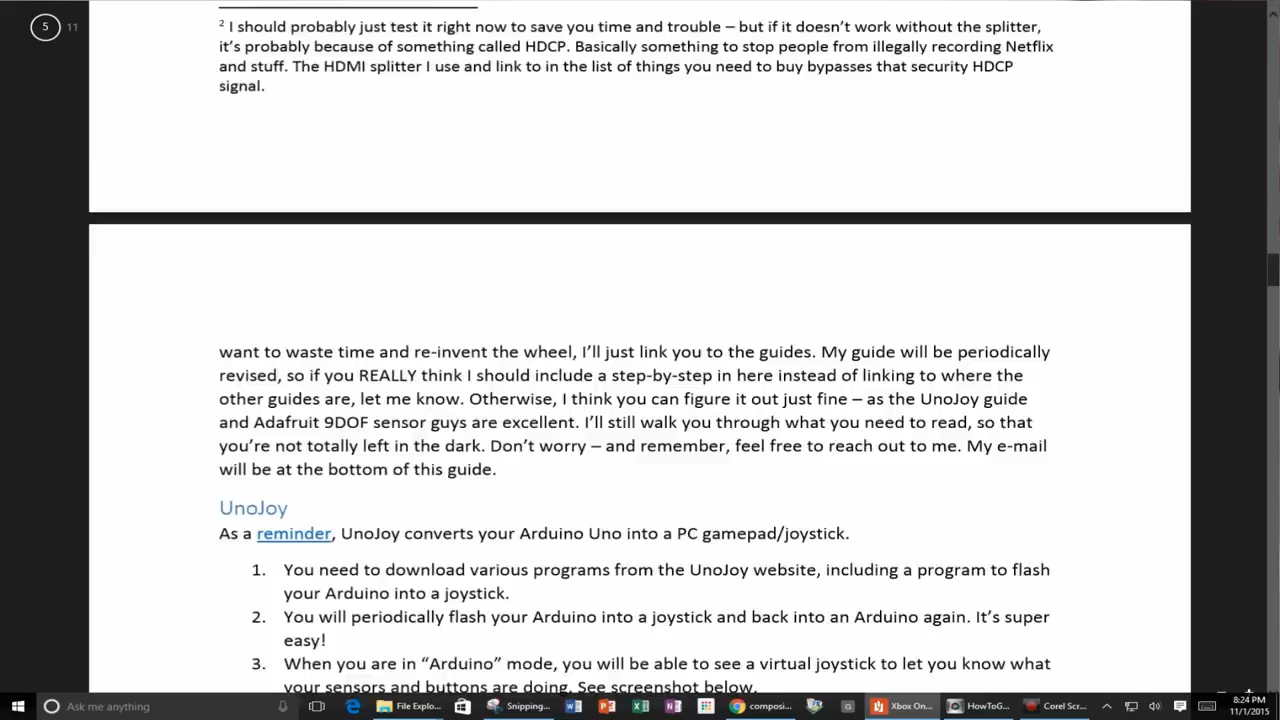 5 11
2 I should probably just test it right now to save you time and trouble – but if it doesn't work without the splitter,
it's probably because of something called HDCP. Basically something to stop people from illegally recording Netflix
and stuff. The HDMI splitter I use and link to in the list of things you need to buy bypasses that security HDCP
signal.
want to waste time and re-invent the wheel, I'll just link you to the guides. My guide will be periodically
revised, so if you REALLY think I should include a step-by-step in here instead of linking to where the
other guides are, let me know. Otherwise, I think you can figure it out just fine – as the UnoJoy guide
and Adafruit 9DOF sensor guys are excellent. I'll still walk you through what you need to read, so that
you're not totally left in the dark. Don't worry – and remember, feel free to reach out to me. My e-mail
will be at the bottom of this guide.
UnoJoy
As a reminder, UnoJoy converts your Arduino Uno into a PC gamepad/joystick.
1. You need to download various programs from the UnoJoy website, including a program to flash
your Arduino into a joystick.
2. You will periodically flash your Arduino into a joystick and back into an Arduino again. It's super
easy!
3. When you are in "Arduino" mode, you will be able to see a virtual joystick to let you know what
your sensors and buttons are doing. See screenshot below.
Ask me anything File Explo... Snipping... composi... Xbox On... HowToG... Corel Scr... 8:24 PM
11/1/2015